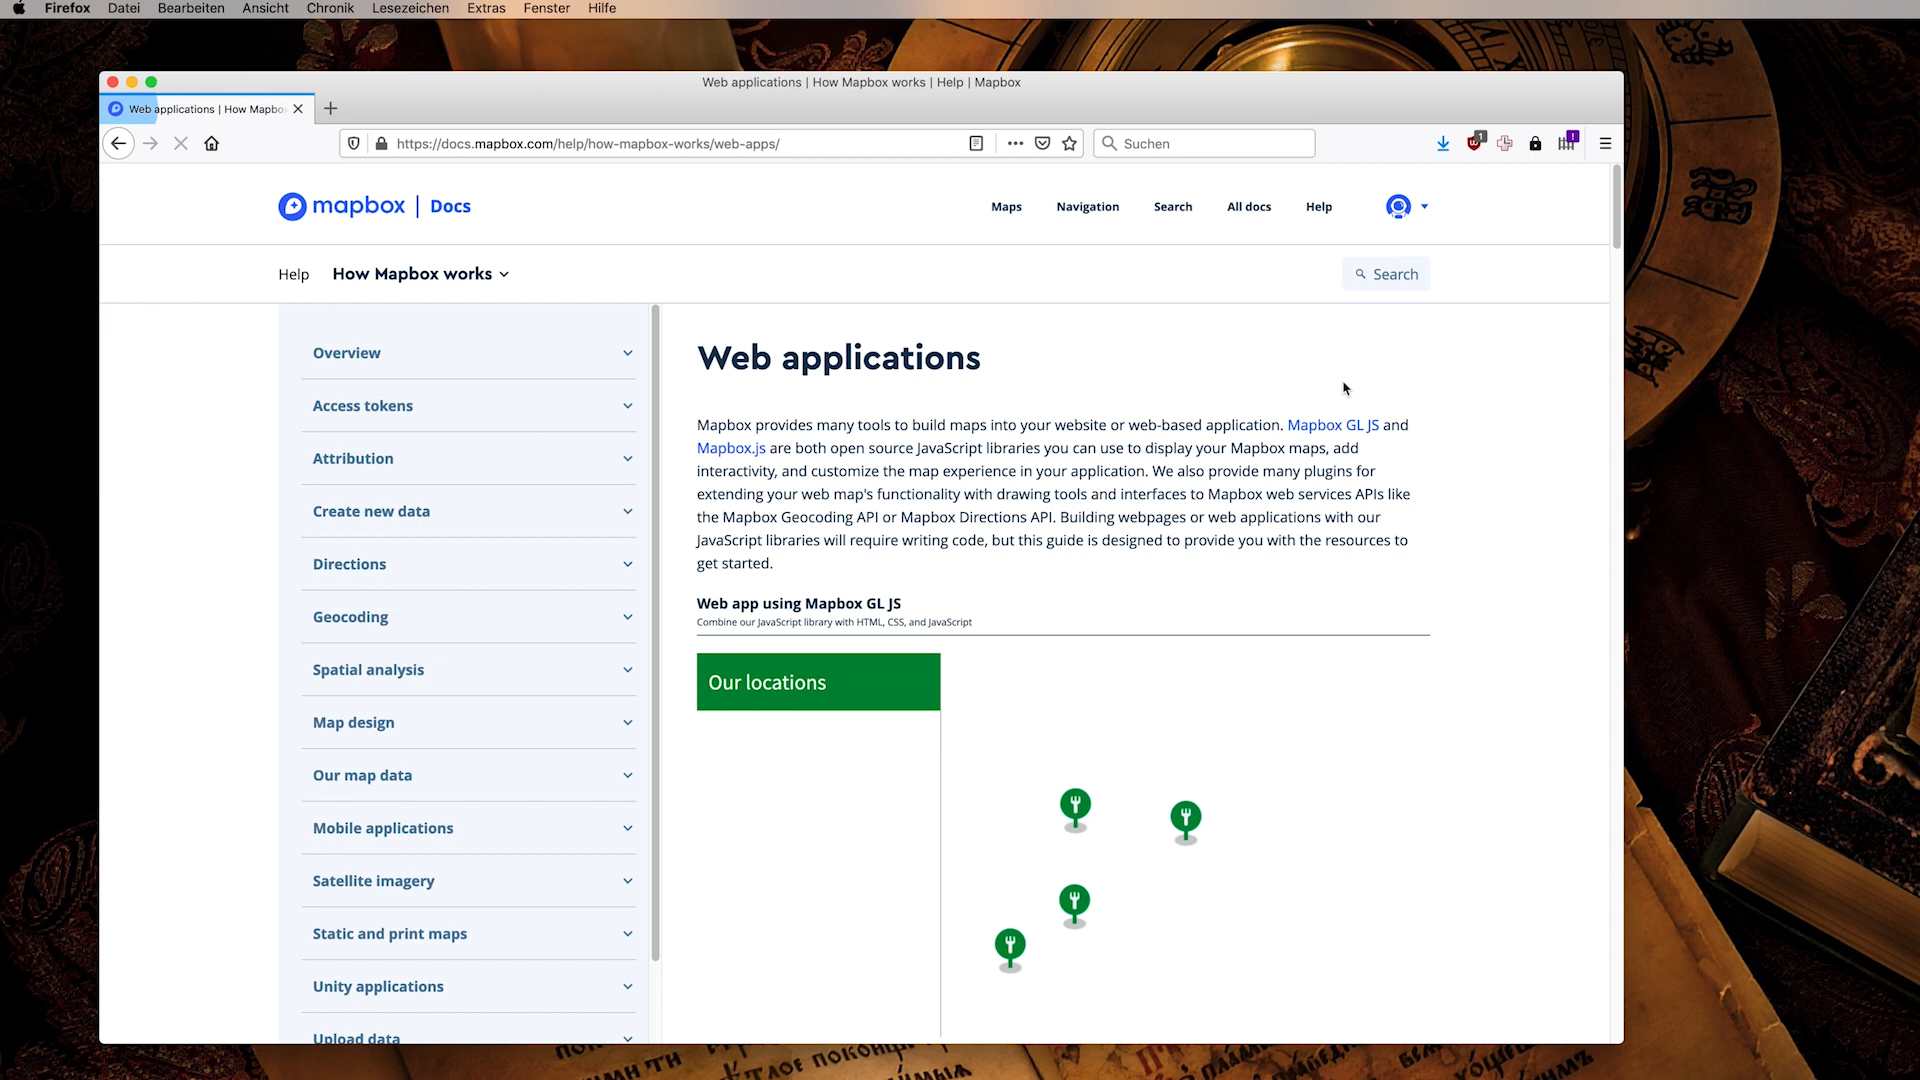 Firefox Datei Bearbeiten Ansicht Chronik Lesezeichen Extras Fenster Hilfe
Web applications | How Mapbox works | Help | Mapbox
Web applications | How Mapbo
https://docs.mapbox.com/help/how-mapbox-works/web-apps/
Suchen
1
!
mapbox | Docs
Maps Navigation Search All docs Help
Help How Mapbox works
Search
Overview
Access tokens
Attribution
Create new data
Directions
Geocoding
Spatial analysis
Map design
Our map data
Mobile applications
Satellite imagery
Static and print maps
Unity applications
Upload data
Web applications
Mapbox provides many tools to build maps into your website or web-based application. Mapbox GL JS and
Mapbox.js are both open source JavaScript libraries you can use to display your Mapbox maps, add
interactivity, and customize the map experience in your application. We also provide many plugins for
extending your web map's functionality with drawing tools and interfaces to Mapbox web services APIs like
the Mapbox Geocoding API or Mapbox Directions API. Building webpages or web applications with our
JavaScript libraries will require writing code, but this guide is designed to provide you with the resources to
get started.
Web app using Mapbox GL JS
Combine our JavaScript library with HTML, CSS, and JavaScript
Our locations